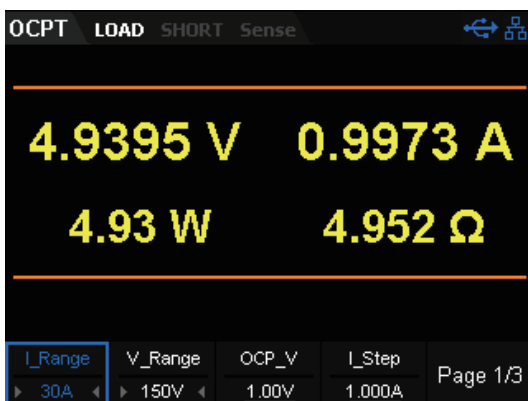 OCPT LOAD SHORT Sense
4.9395 V 0.9973 A
4.93 W 4.952 Ω
I_Range V_Range OCP_V I_Step Page 1/3
30A 150V 1.00V 1.000A